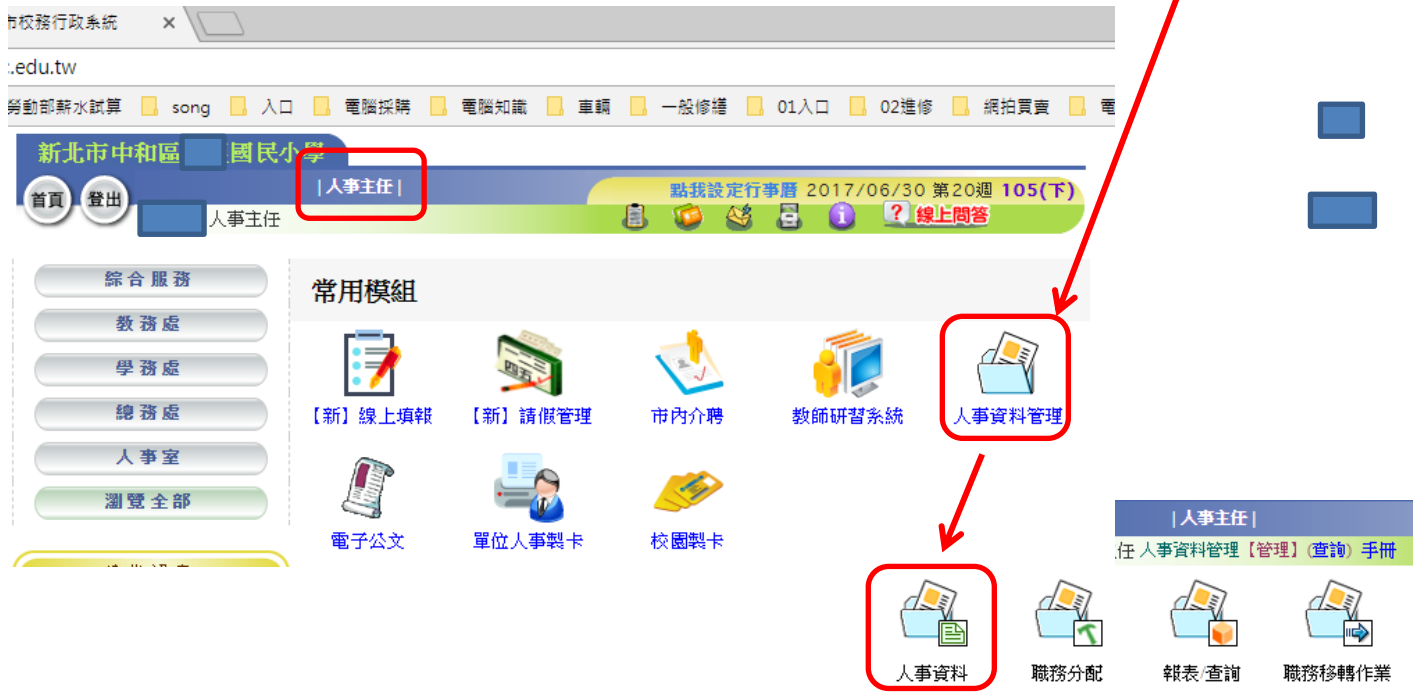 市校務行政系統
.edu.tw
勞動部薪水試算 song 入口 電腦採購 電腦知識 車輛 一般修繕 01入口 02進修 網拍買賣 電
新北市中和區 國民小學
首頁 登出 |人事主任| 點我設定行事曆 2017/06/30 第20週 105(下)
人事主任 ? 線上問答
綜合服務
教務處
學務處
總務處
人事室
瀏覽全部
常用模組
【新】線上填報 【新】請假管理 市內介聘 教師研習系統 人事資料管理
電子公文 單位人事製卡 校園製卡
|人事主任|
任 人事資料管理【管理】(查詢) 手冊
人事資料 職務分配 報表/查詢 職務移轉作業